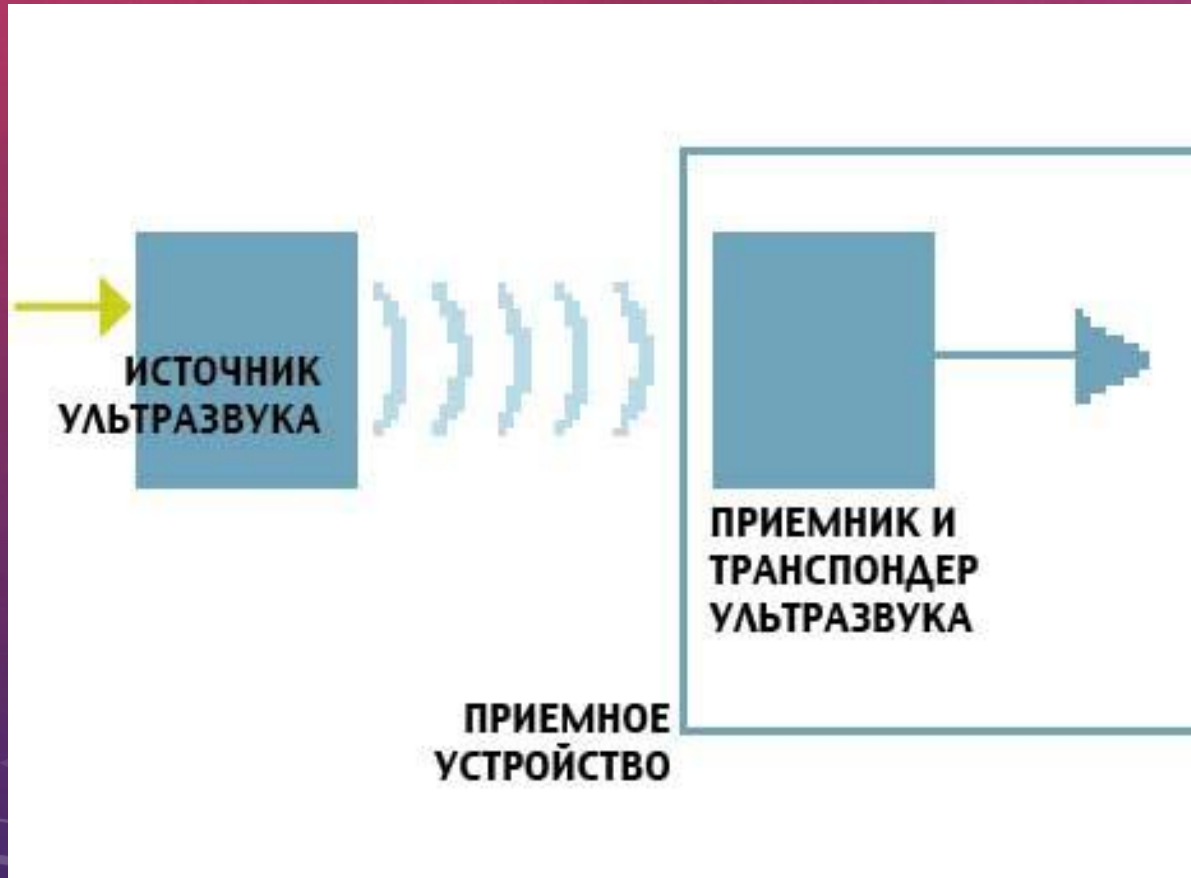 ИСТОЧНИК
УЛЬТРАЗВУКА
ПРИЕМНИК И
ТРАНСПОНДЕР
УЛЬТРАЗВУКА
ПРИЕМНОЕ
УСТРОЙСТВО